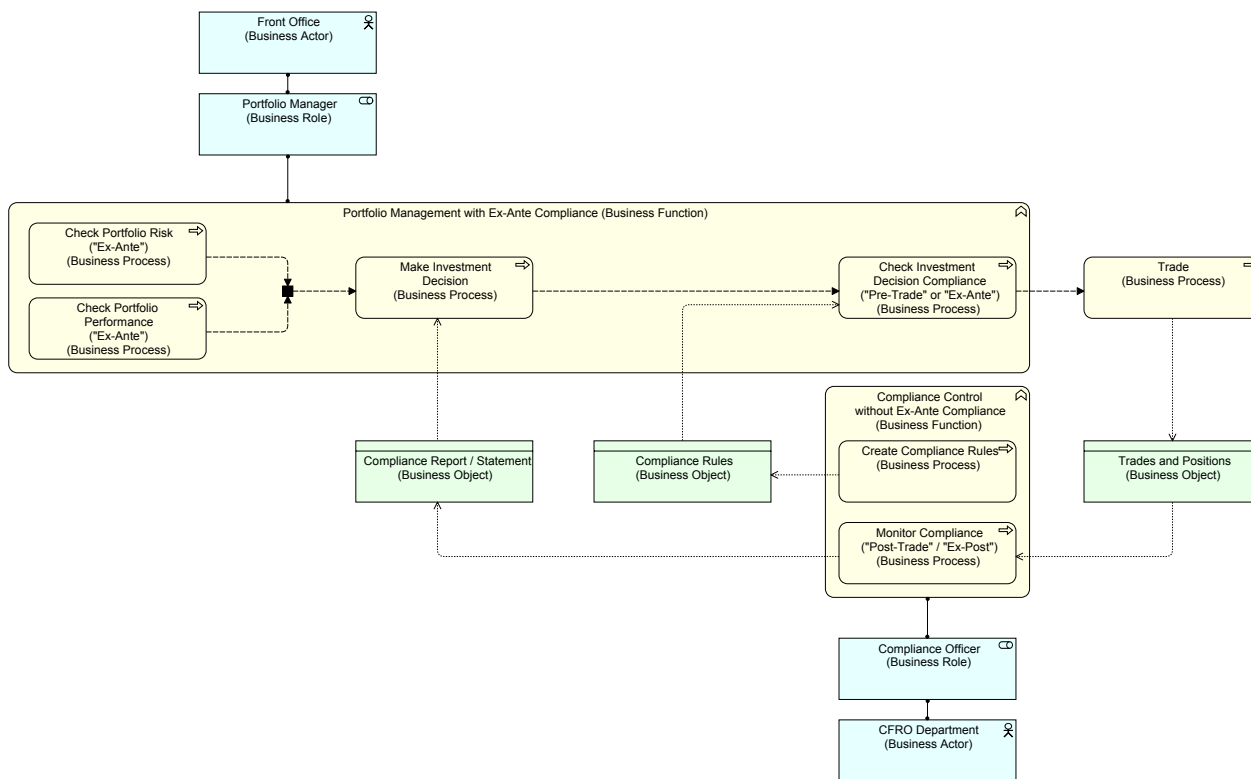 Front Office
(Business Actor)
Portfolio Manager
(Business Role)
Portfolio Management with Ex-Ante Compliance (Business Function)
Check Portfolio Risk
("Ex-Ante")
(Business Process)
Check Portfolio
Performance
("Ex-Ante")
(Business Process)
Make Investment
Decision
(Business Process)
Check Investment
Decision Compliance
("Pre-Trade" or "Ex-Ante")
(Business Process)
Trade
(Business Process)
Compliance Control
without Ex-Ante Compliance
(Business Function)
Compliance Report / Statement
(Business Object)
Compliance Rules
(Business Object)
Create Compliance Rules
(Business Process)
Trades and Positions
(Business Object)
Monitor Compliance
("Post-Trade" / "Ex-Post")
(Business Process)
Compliance Officer
(Business Role)
CFRO Department
(Business Actor)